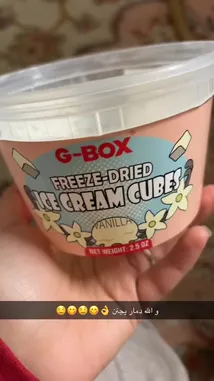 G-BOX
FREEZE-DRIED
ICE CREAM CUBES
VANILLA
NET WEIGHT: 2.5 OZ
و الله دمار يجنن 👌😋😋😋😋